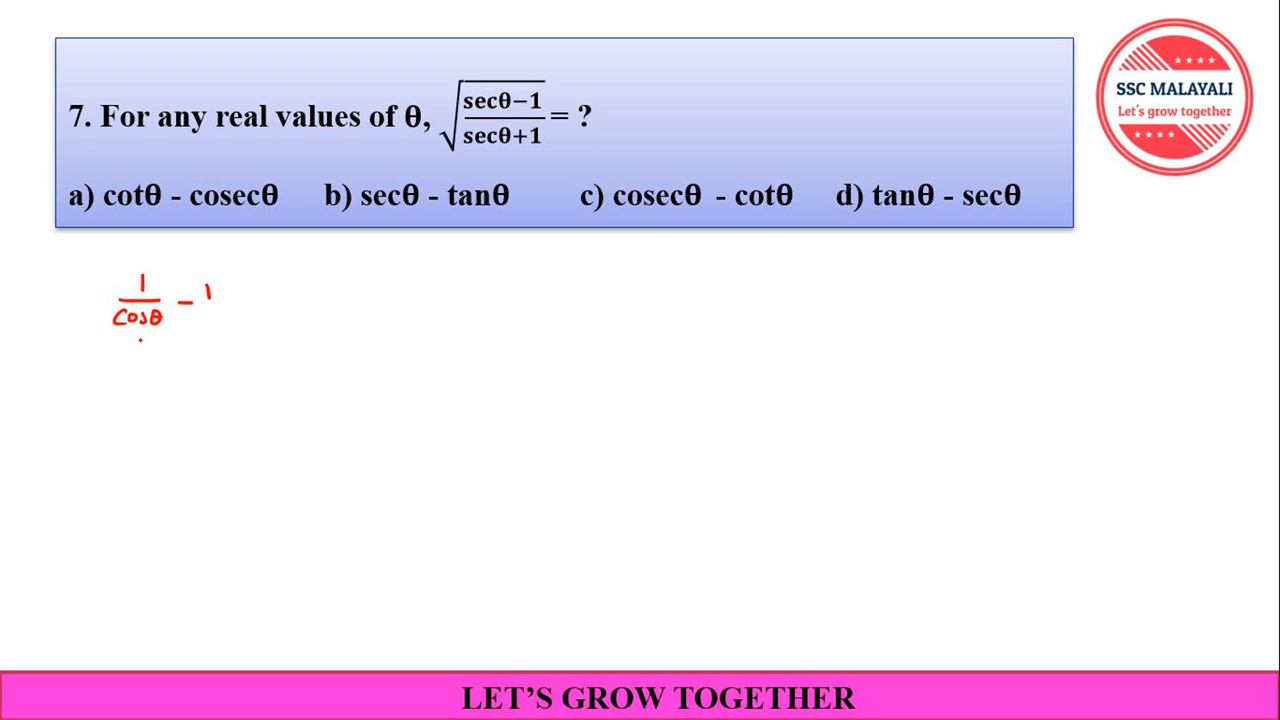 7. For any real values of θ, √((secθ−1)/(secθ+1)) = ?
a) cotθ - cosecθ b) secθ - tanθ c) cosecθ - cotθ d) tanθ - secθ
SSC MALAYALI
Let's grow together
1/cosθ − 1
LET'S GROW TOGETHER